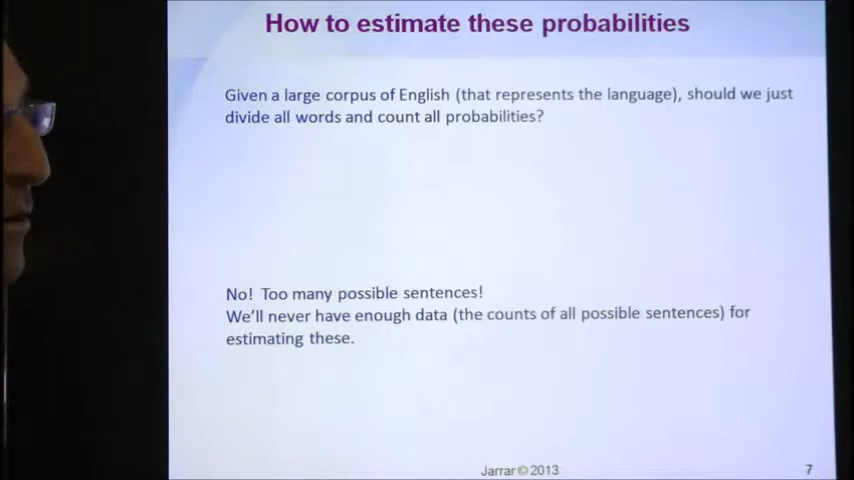 How to estimate these probabilities
Given a large corpus of English (that represents the language), should we just
divide all words and count all probabilities?
No! Too many possible sentences!
We'll never have enough data (the counts of all possible sentences) for
estimating these.
Jarrar © 2013
7